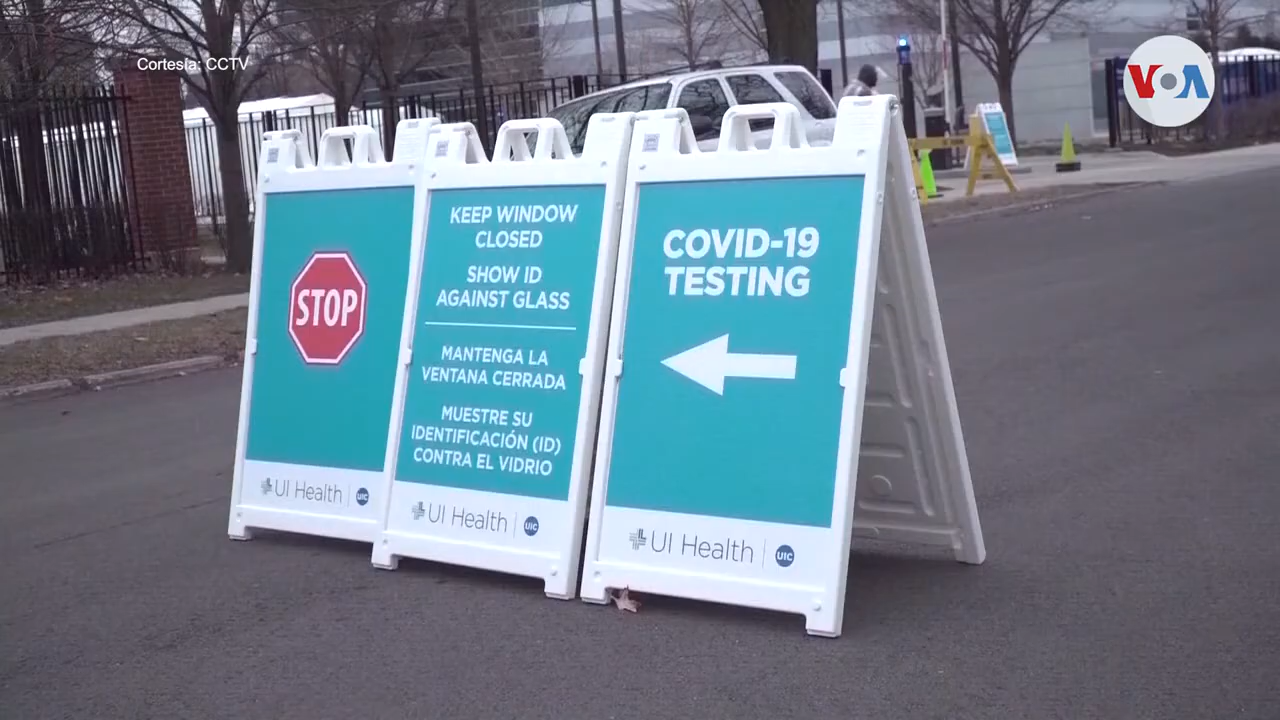 Cortesía: CCTV
VOA
STOP
UI Health
UIC
KEEP WINDOW
CLOSED
SHOW ID
AGAINST GLASS
MANTENGA LA
VENTANA CERRADA
MUESTRE SU
IDENTIFICACIÓN (ID)
CONTRA EL VIDRIO
UI Health
UIC
COVID-19
TESTING
UI Health
UIC